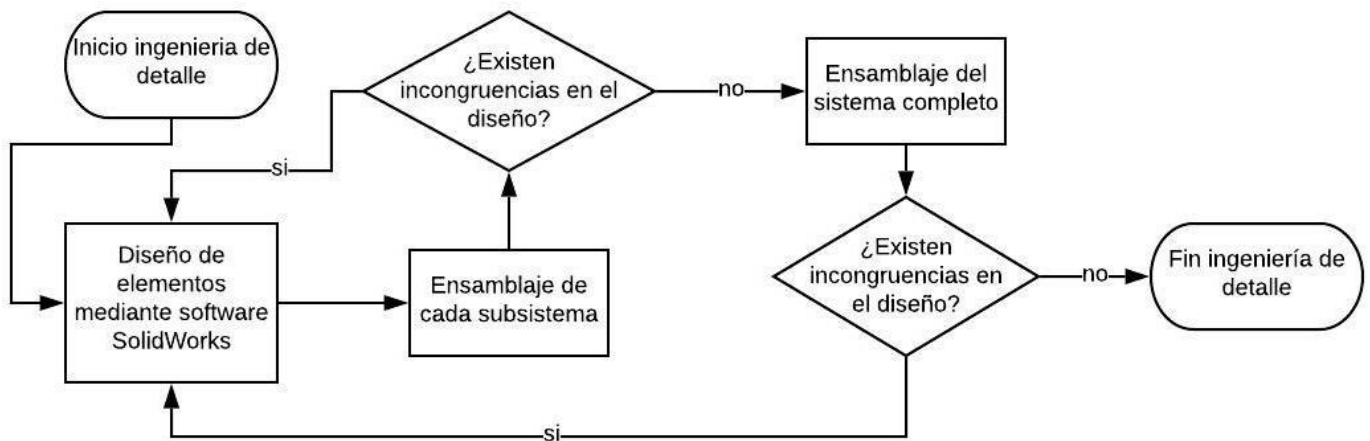 Inicio ingenieria de
detalle
¿Existen
incongruencias en el
diseño?
no
Ensamblaje del
sistema completo
si
Diseño de
elementos
mediante software
SolidWorks
Ensamblaje de
cada subsistema
¿Existen
incongruencias en
el diseño?
no
Fin ingeniería de
detalle
si